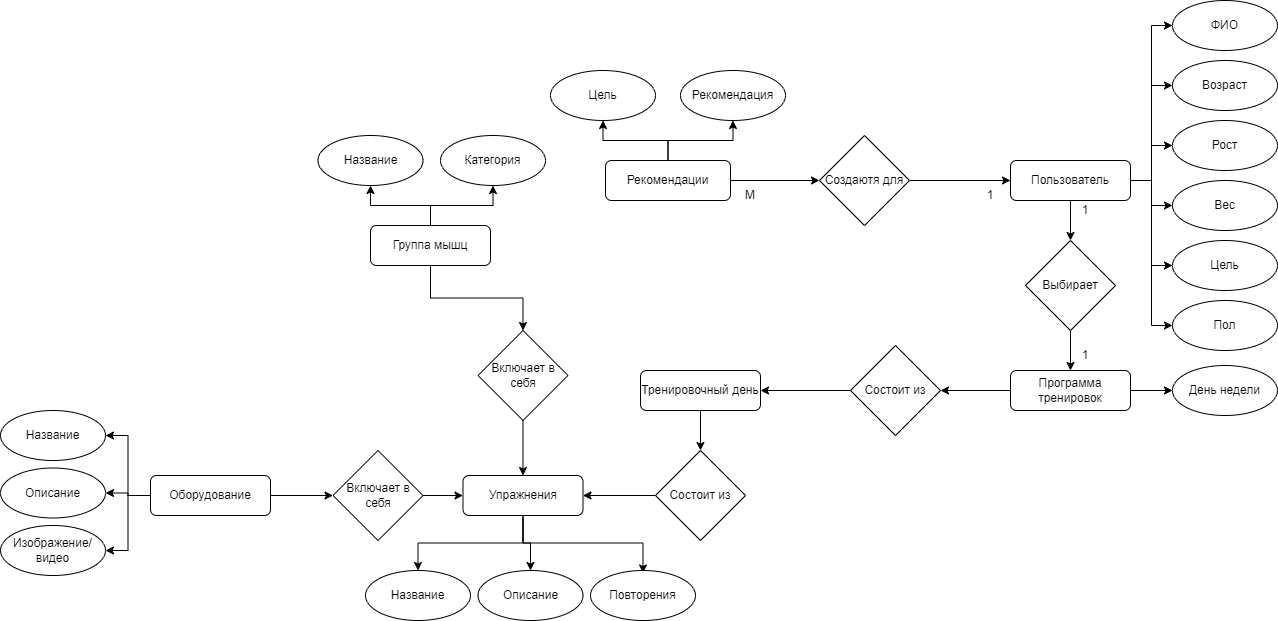 ФИО
Возраст
Цель
Рекомендация
Рост
Название
Категория
Рекомендации
М
Создаютя для
1
Пользователь
1
Вес
Группа мышц
Выбирает
Цель
Пол
1
Включает в
себя
Тренировочный день
Состоит из
Программа
тренировок
День недели
Название
Описание
Изображение/
видео
Оборудование
Включает в
себя
Упражнения
Состоит из
Название
Описание
Повторения